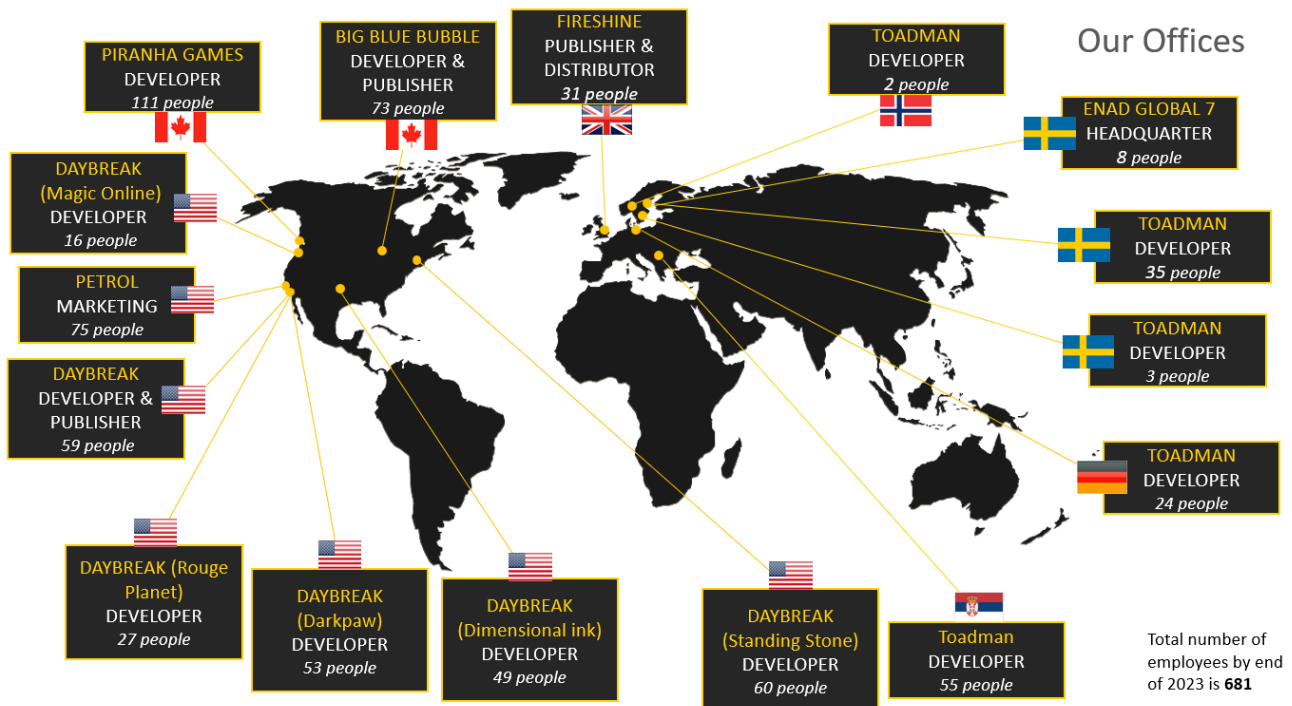 Our Offices
PIRANHA GAMES
DEVELOPER
111 people
BIG BLUE BUBBLE
DEVELOPER &
PUBLISHER
73 people
FIRESHINE
PUBLISHER &
DISTRIBUTOR
31 people
TOADMAN
DEVELOPER
2 people
ENAD GLOBAL 7
HEADQUARTER
8 people
DAYBREAK
(Magic Online)
DEVELOPER
16 people
TOADMAN
DEVELOPER
35 people
PETROL
MARKETING
75 people
TOADMAN
DEVELOPER
3 people
DAYBREAK
DEVELOPER &
PUBLISHER
59 people
TOADMAN
DEVELOPER
24 people
DAYBREAK (Rouge
Planet)
DEVELOPER
27 people
DAYBREAK
(Darkpaw)
DEVELOPER
53 people
DAYBREAK
(Dimensional ink)
DEVELOPER
49 people
DAYBREAK
(Standing Stone)
DEVELOPER
60 people
Toadman
DEVELOPER
55 people
Total number of
employees by end
of 2023 is 681